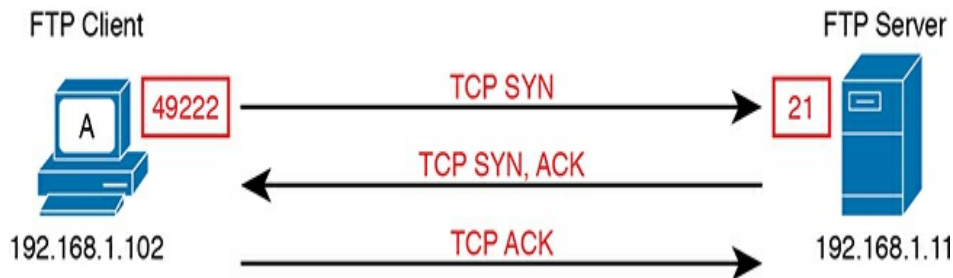 FTP Client
FTP Server
49222
TCP SYN
21
A
TCP SYN, ACK
192.168.1.102
TCP ACK
192.168.1.11